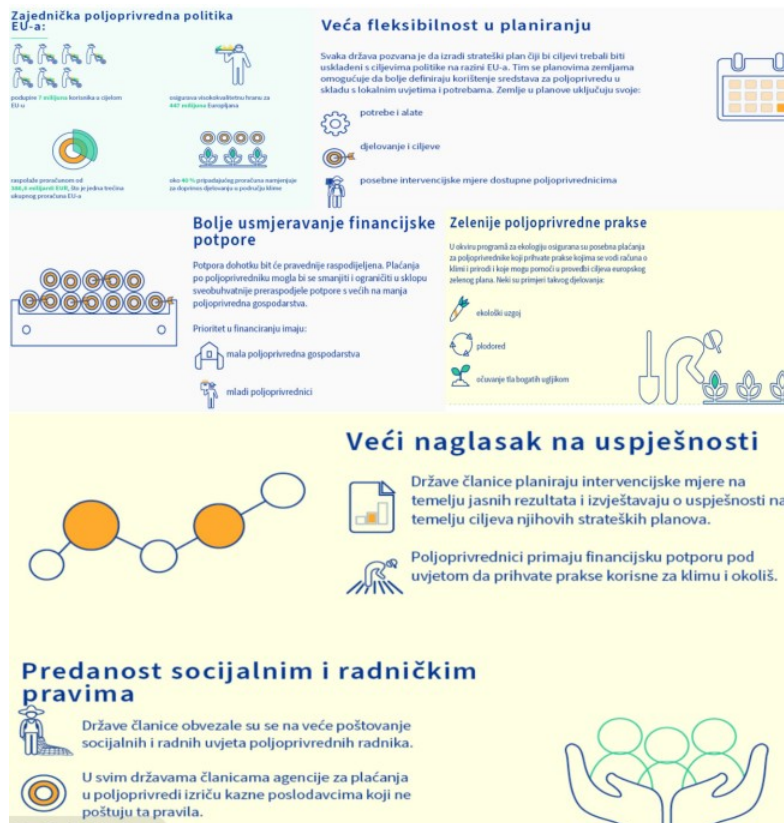 Zajednička poljoprivredna politika
EU-a:
podupire 7 milijuna korisnika u cijelom
EU-u
osigurava visokokvalitetnu hranu za
447 milijuna Europljana
raspolaže proračunom od
386,6 milijardi EUR, što je jedna trećina
ukupnog proračuna EU-a
oko 40 % pripadajućeg proračuna namjenjuje
za doprinos djelovanju u području klime
Veća fleksibilnost u planiranju
Svaka država pozvana je da izradi strateški plan čiji bi ciljevi trebali biti
usklađeni s ciljevima politike na razini EU-a. Tim se planovima zemljama
omogućuje da bolje definiraju korištenje sredstava za poljoprivredu u
skladu s lokalnim uvjetima i potrebama. Zemlje u planove uključuju svoje:
potrebe i alate
djelovanje i ciljeve
posebne intervencijske mjere dostupne poljoprivrednicima
Bolje usmjeravanje financijske
potpore
Potpora dohotku bit će pravednije raspodijeljena. Plaćanja
po poljoprivredniku mogla bi se smanjiti i ograničiti u sklopu
sveobuhvatnije preraspodjele potpore s većih na manja
poljoprivredna gospodarstva.
Prioritet u financiranju imaju:
mala poljoprivredna gospodarstva
mladi poljoprivrednici
Zelenije poljoprivredne prakse
U okviru programa za ekologiju osigurana su posebna plaćanja
za poljoprivrednike koji prihvate prakse kojima se vodi računa o
klimi i prirodi i koje mogu pomoći u provedbi ciljeva europskog
zelenog plana. Neki su primjeri takvog djelovanja:
ekološki uzgoj
plodored
očuvanje tla bogatih ugljikom
Veći naglasak na uspješnosti
Države članice planiraju intervencijske mjere na
temelju jasnih rezultata i izvještavaju o uspješnosti na
temelju ciljeva njihovih strateških planova.
Poljoprivrednici primaju financijsku potporu pod
uvjetom da prihvate prakse korisne za klimu i okoliš.
Predanost socijalnim i radničkim
pravima
Države članice obvezale su se na veće poštovanje
socijalnih i radnih uvjeta poljoprivrednih radnika.
U svim državama članicama agencije za plaćanja
u poljoprivredi izriču kazne poslodavcima koji ne
poštuju ta pravila.